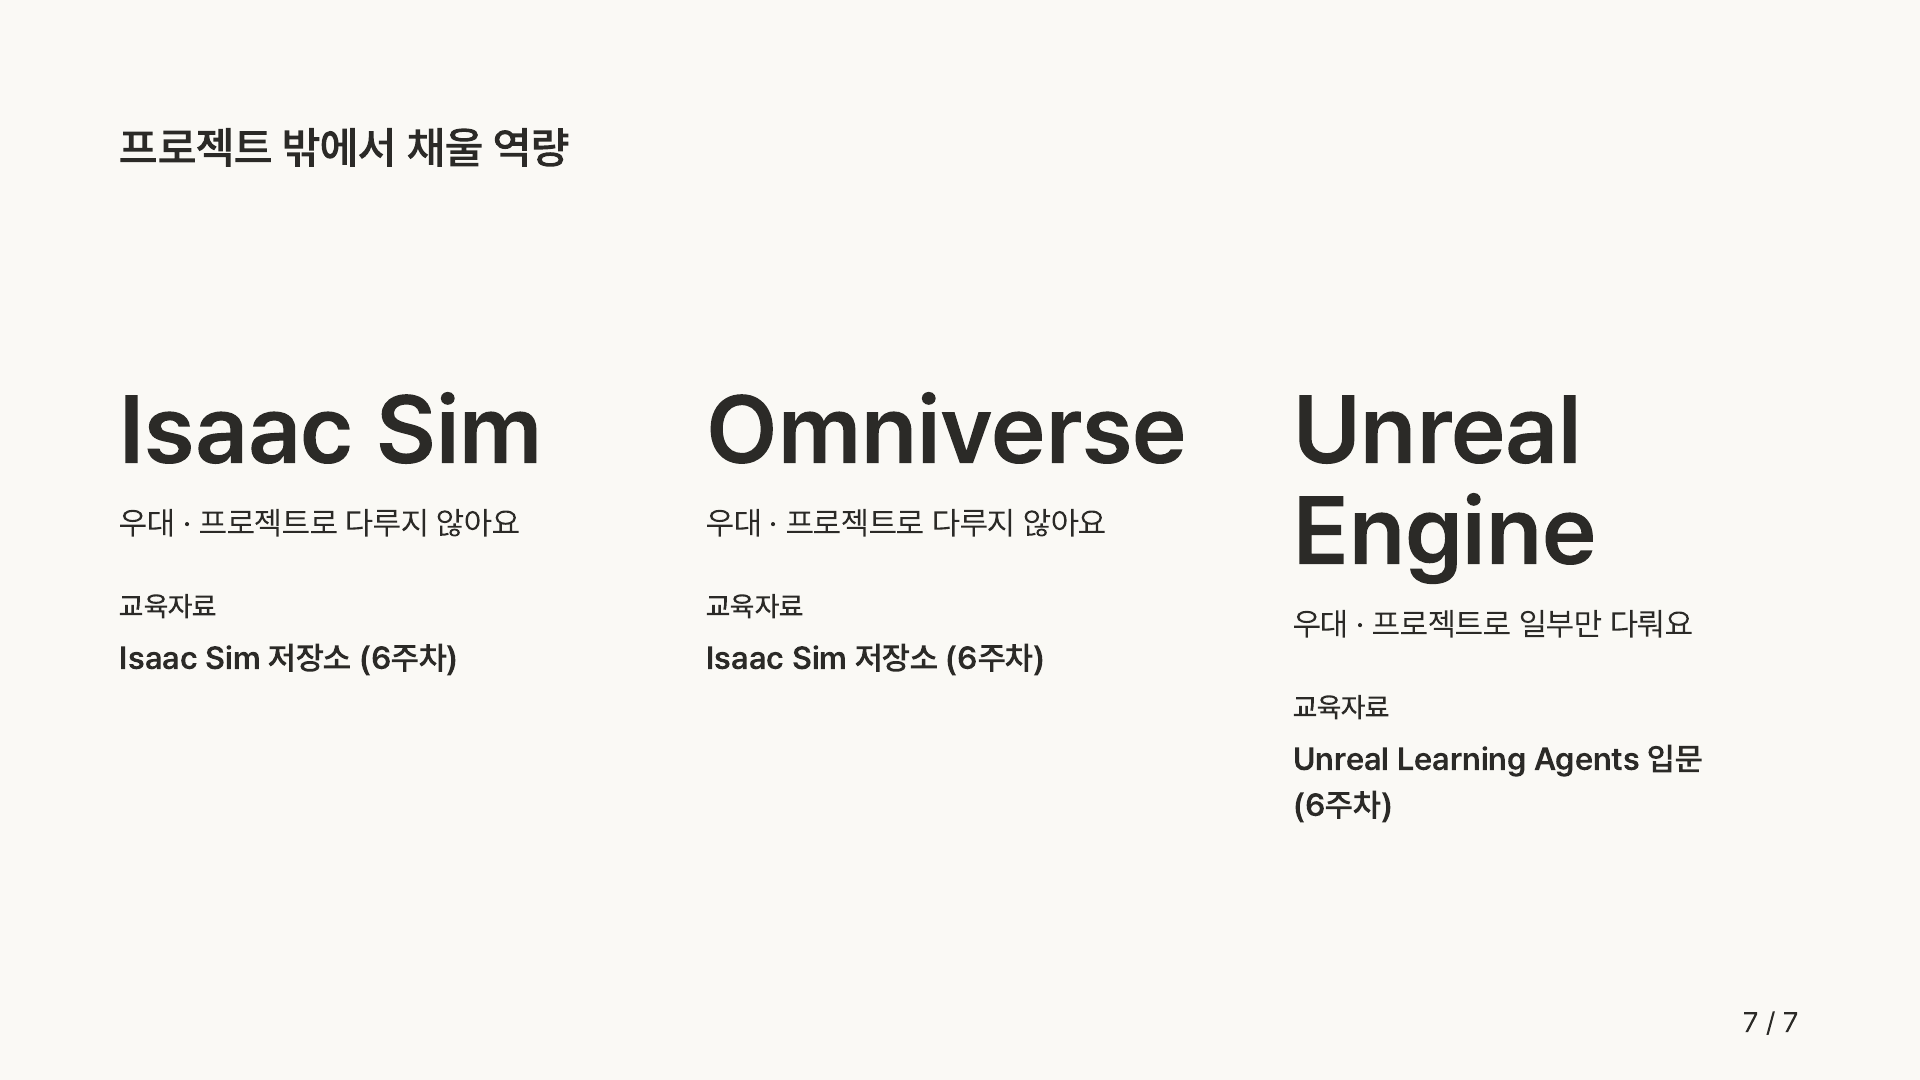 프로젝트 밖에서 채울 역량
Isaac Sim
우대 · 프로젝트로 다루지 않아요
교육자료
Isaac Sim 저장소 (6주차)
Omniverse
우대 · 프로젝트로 다루지 않아요
교육자료
Isaac Sim 저장소 (6주차)
Unreal
Engine
우대 · 프로젝트로 일부만 다뤄요
교육자료
Unreal Learning Agents 입문
(6주차)
7 / 7